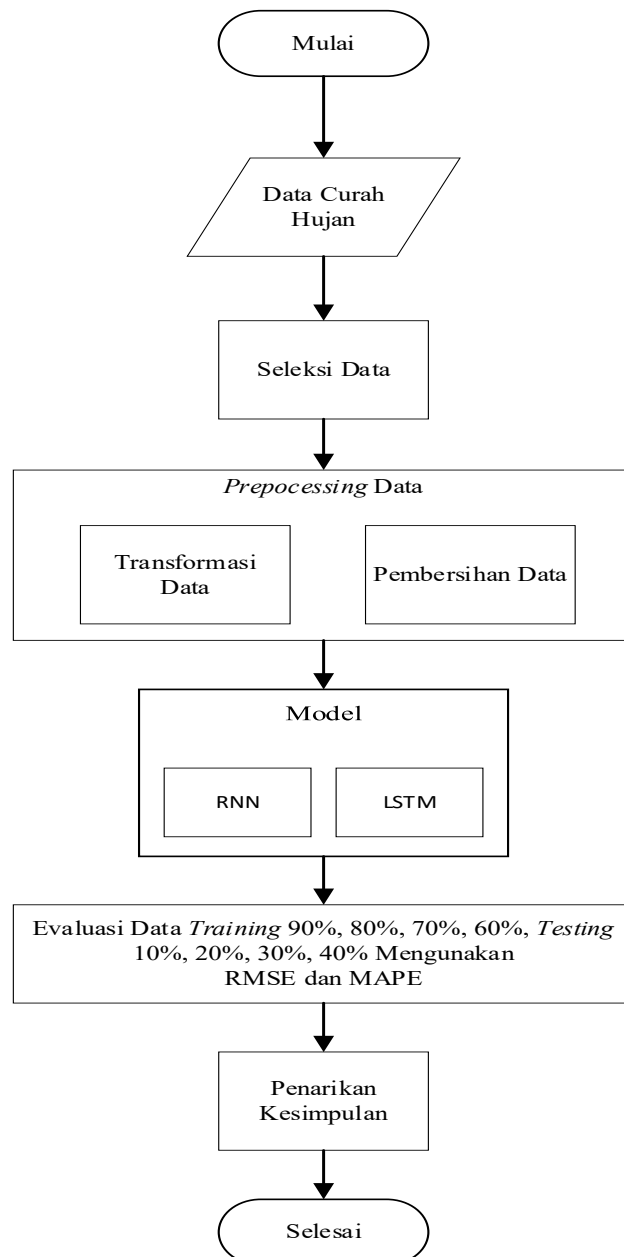 Mulai
Data Curah
Hujan
Seleksi Data
Prepocessing Data
Transformasi
Data
Pembersihan Data
Model
RNN
LSTM
Evaluasi Data Training 90%, 80%, 70%, 60%, Testing
10%, 20%, 30%, 40% Mengunakan
RMSE dan MAPE
Penarikan
Kesimpulan
Selesai